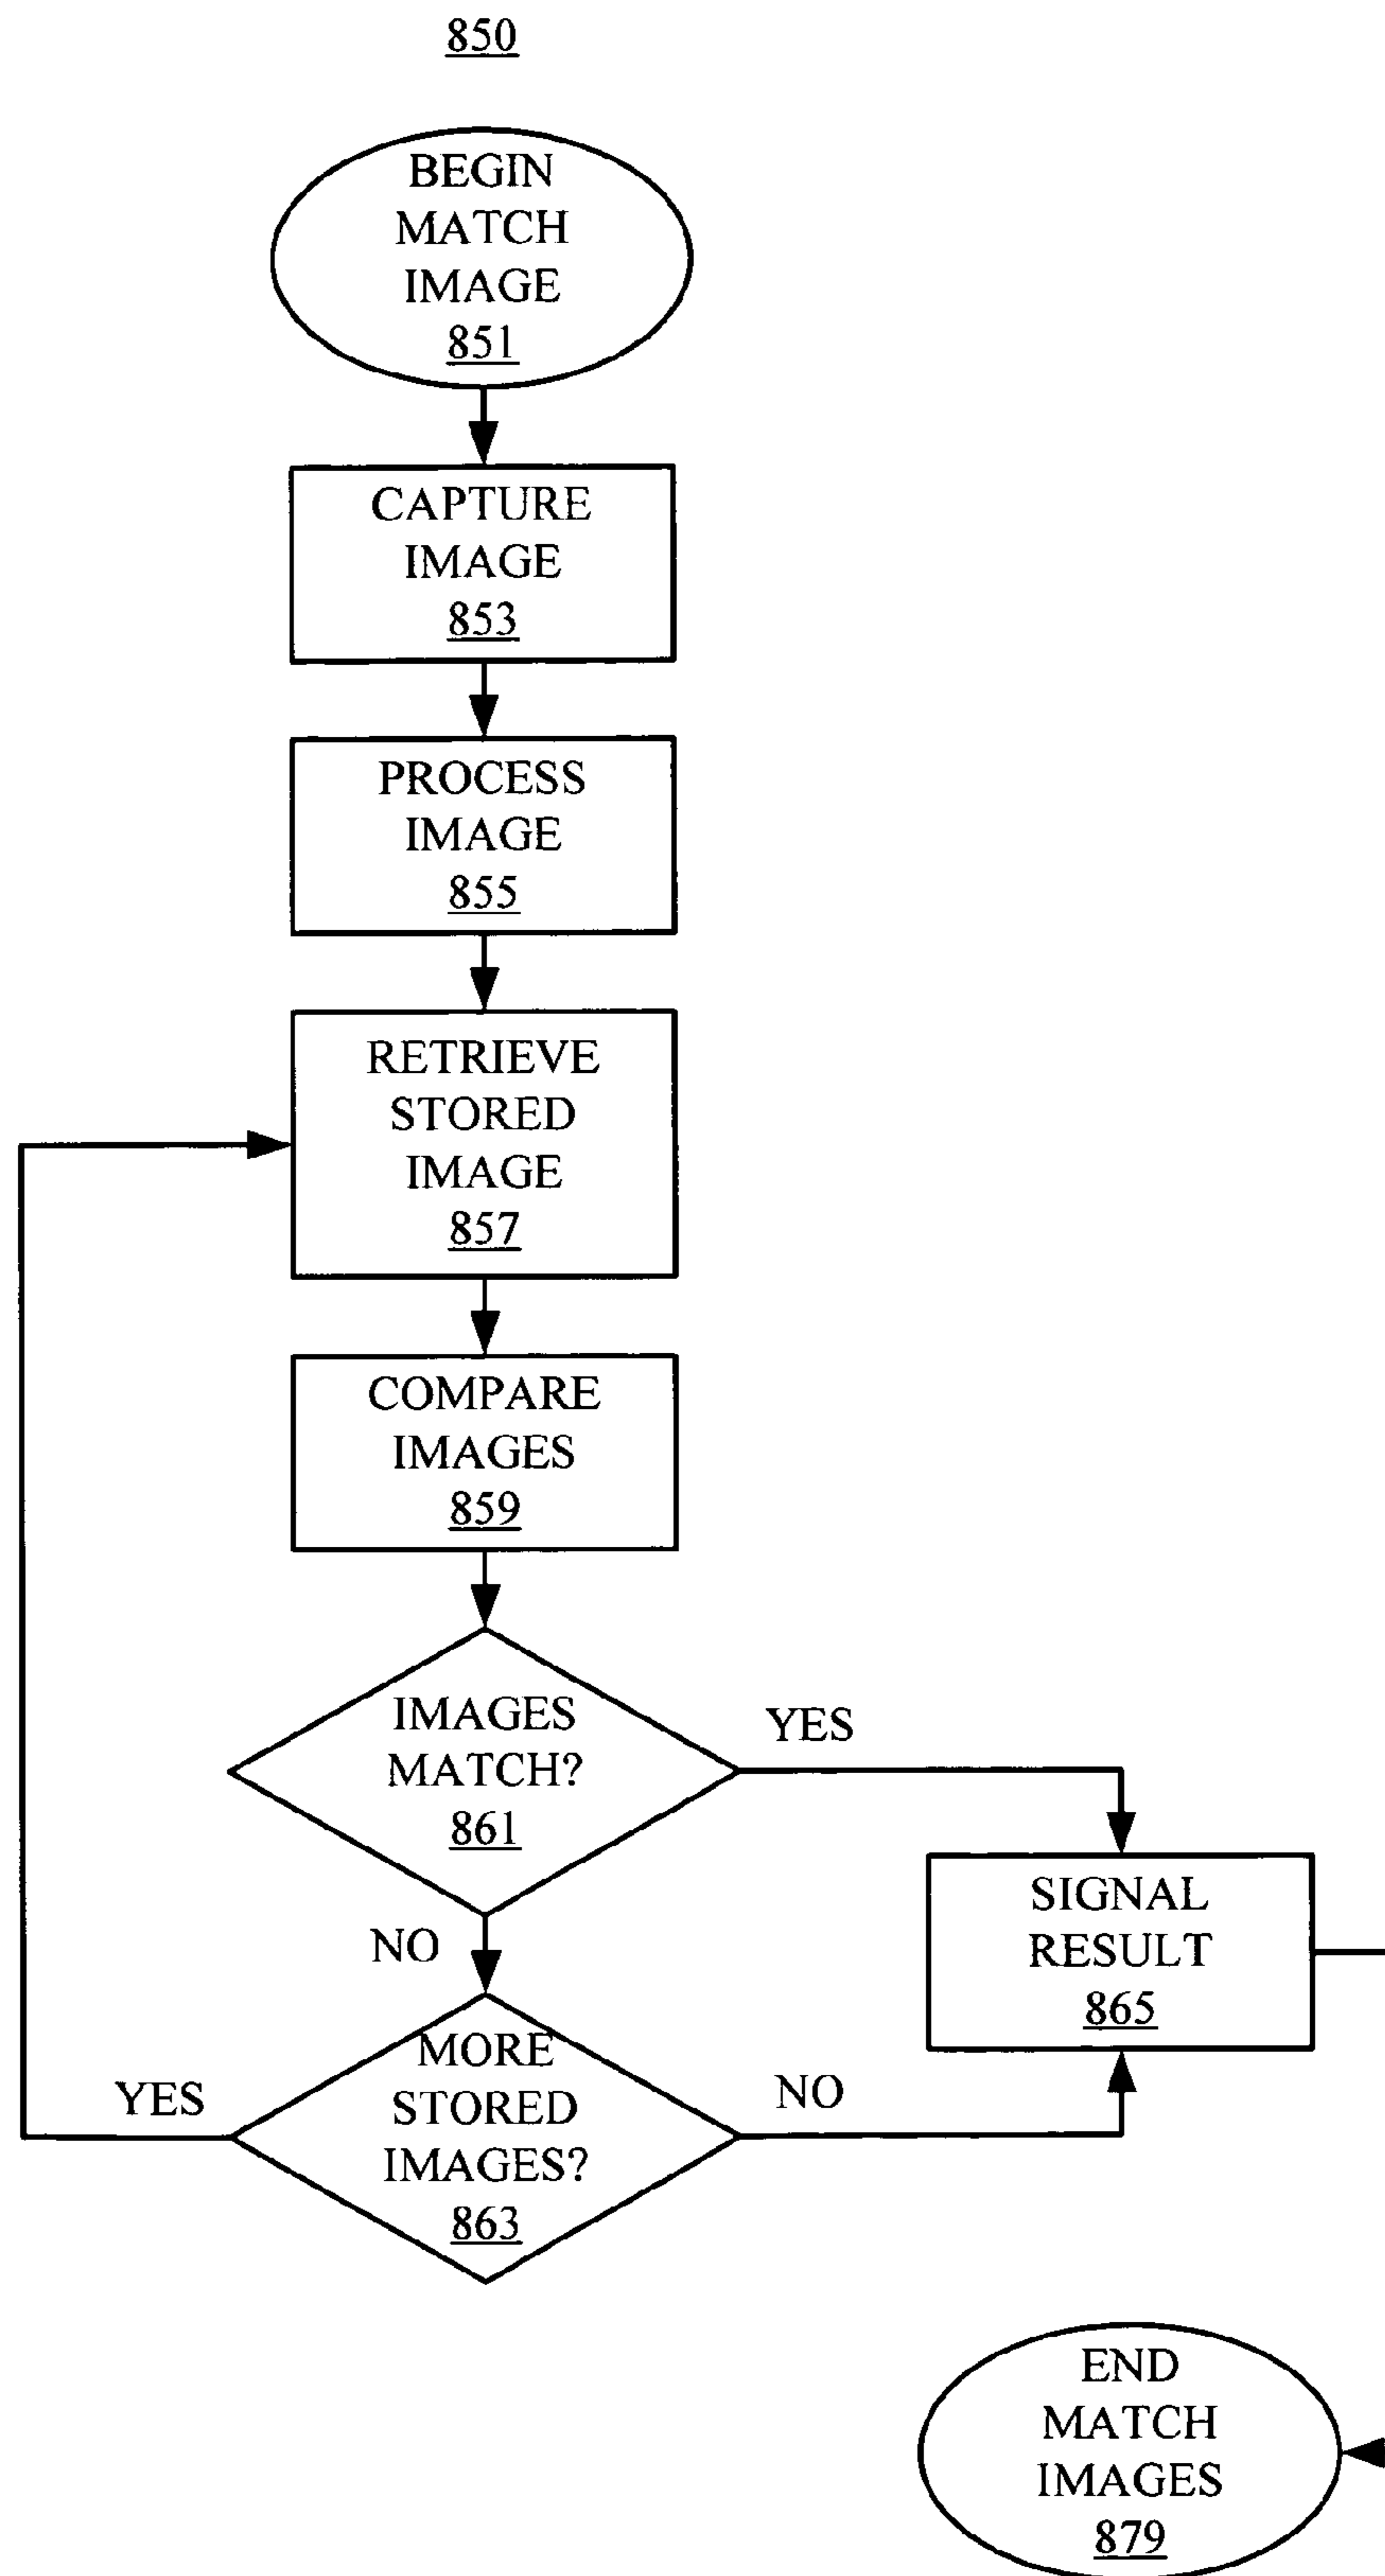 850
BEGIN
MATCH
IMAGE
851
CAPTURE
IMAGE
853
PROCESS
IMAGE
855
RETRIEVE
STORED
IMAGE
857
COMPARE
IMAGES
859
IMAGES
MATCH?
861
YES
NO
SIGNAL
RESULT
865
MORE
STORED
IMAGES?
863
YES
NO
END
MATCH
IMAGES
879